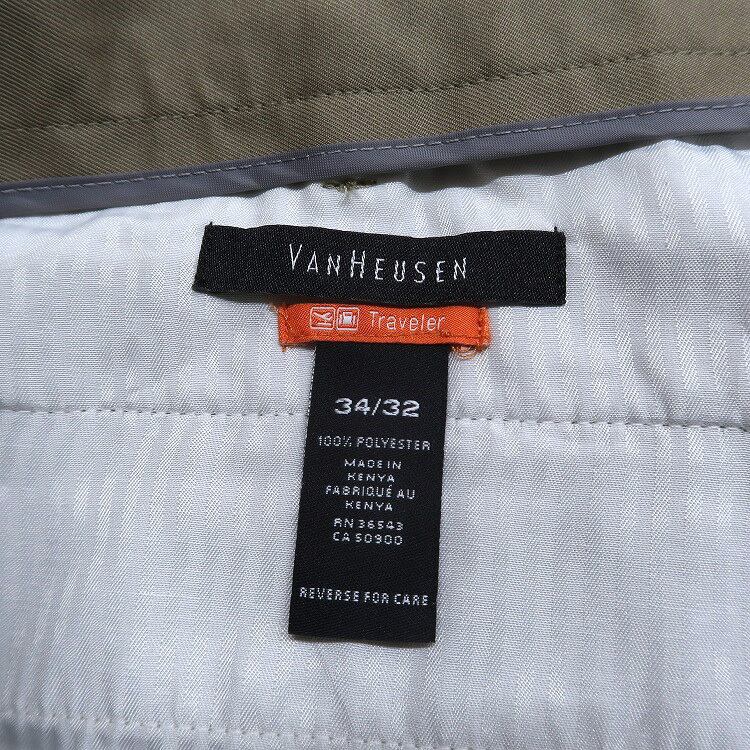 VANHEUSEN
Traveler
34/32
100% POLYESTER
MADE IN
KENYA
FABRIQUÉ AU
KENYA
RN 36543
CA 50900
REVERSE FOR CARE